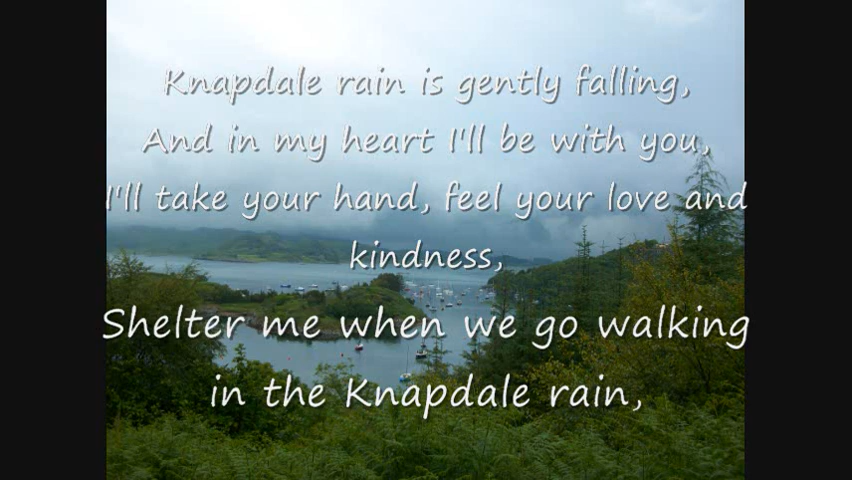 Knapdale rain is gently falling,
And in my heart I'll be with you,
I'll take your hand, feel your love and
kindness,
Shelter me when we go walking
in the Knapdale rain,